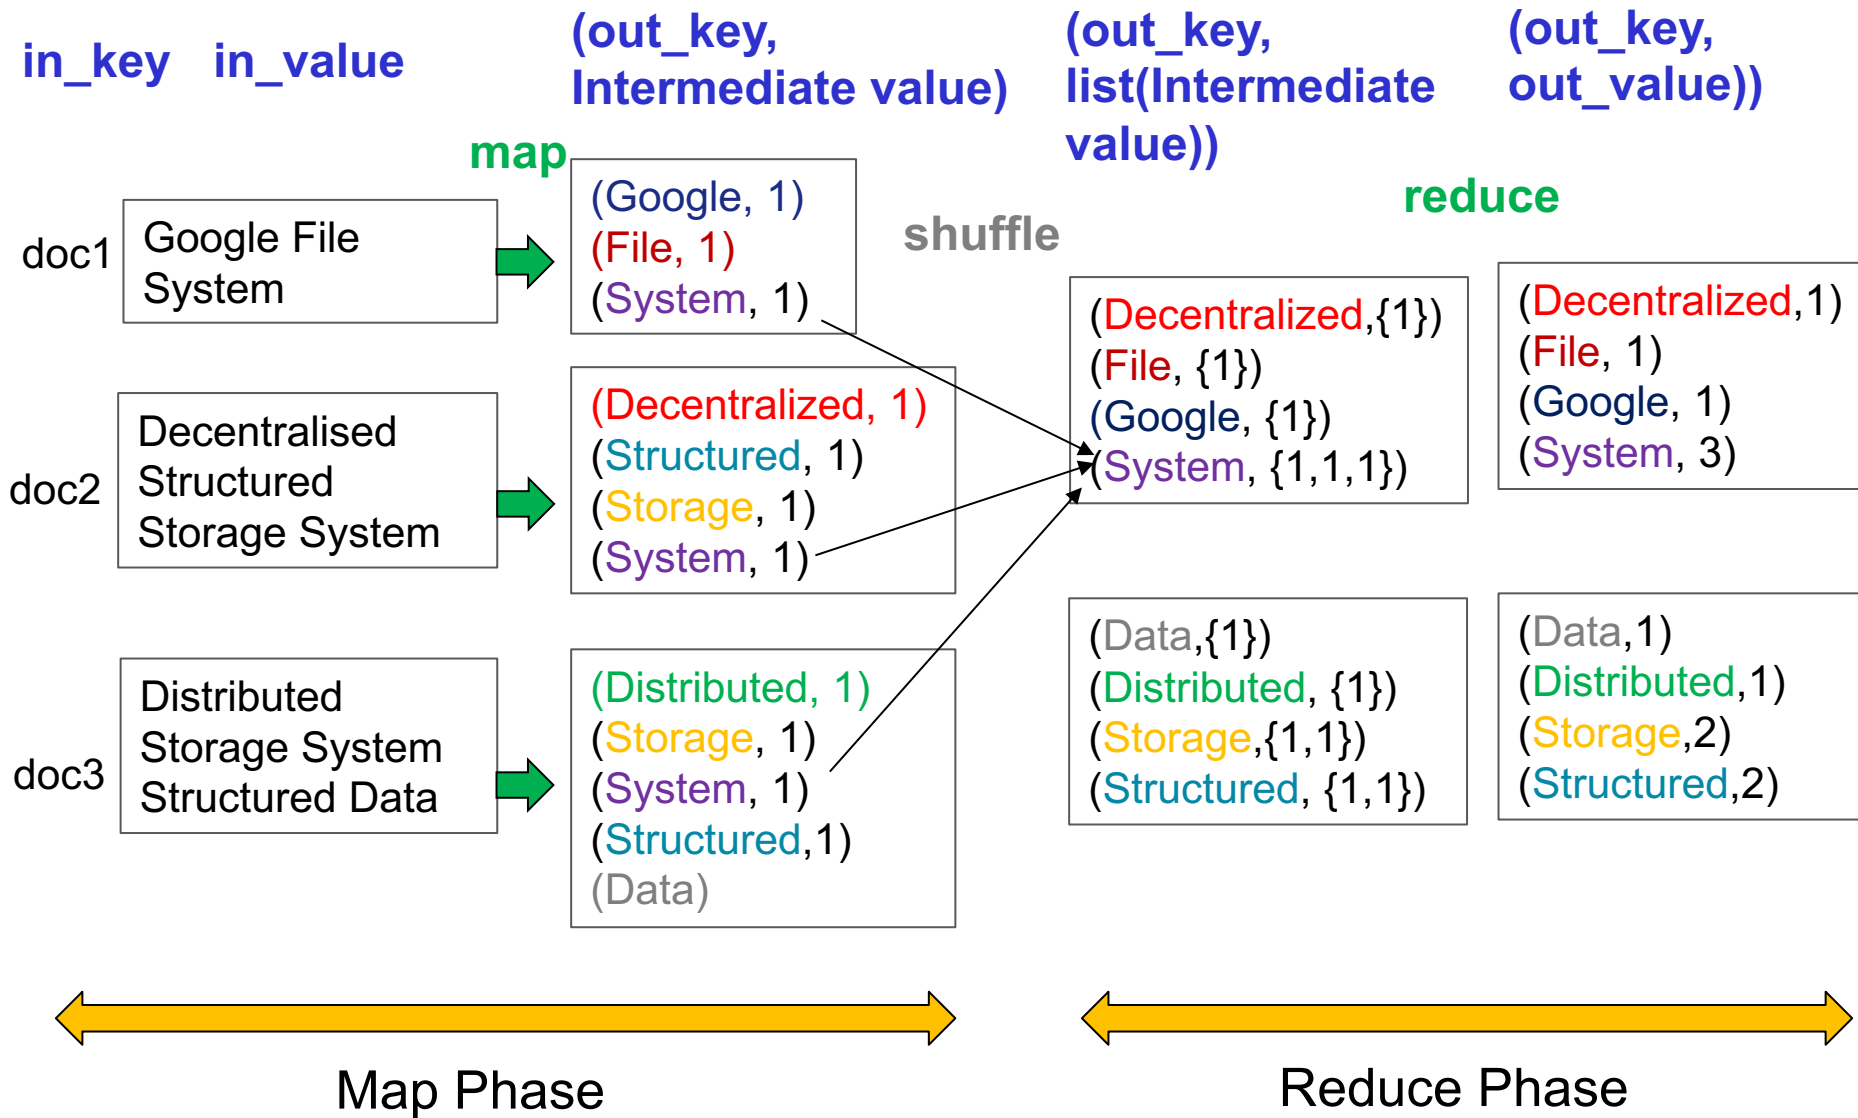 in_key in_value
(out_key,
Intermediate value)
(out_key,
list(Intermediate
value))
(out_key,
out_value))
map
shuffle
reduce
doc1
Google File
System
(Google, 1)
(File, 1)
(System, 1)
doc2
Decentralised
Structured
Storage System
(Decentralized, 1)
(Structured, 1)
(Storage, 1)
(System, 1)
doc3
Distributed
Storage System
Structured Data
(Distributed, 1)
(Storage, 1)
(System, 1)
(Structured,1)
(Data)
(Decentralized,{1})
(File, {1})
(Google, {1})
(System, {1,1,1})
(Decentralized,1)
(File, 1)
(Google, 1)
(System, 3)
(Data,{1})
(Distributed, {1})
(Storage,{1,1})
(Structured, {1,1})
(Data,1)
(Distributed,1)
(Storage,2)
(Structured,2)
Map Phase
Reduce Phase